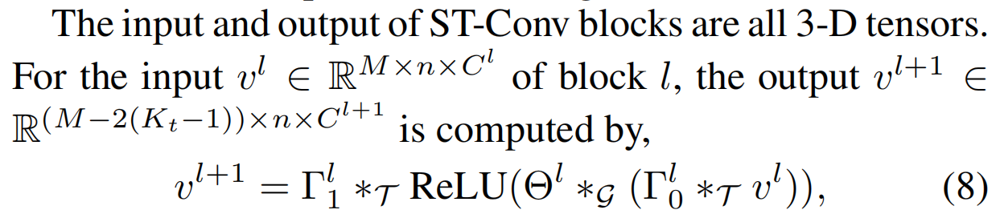 The input and output of ST-Conv blocks are all 3-D tensors.
For the input $v^l \in \mathbb{R}^{M \times n \times C^l}$ of block $l$, the output $v^{l+1} \in$
$\mathbb{R}^{(M-2(K_t-1)) \times n \times C^{l+1}}$ is computed by,
$v^{l+1} = \Gamma_1^l *_{\mathcal{T}} \mathrm{ReLU}(\Theta^l *_{\mathcal{G}} (\Gamma_0^l *_{\mathcal{T}} v^l)),$ (8)